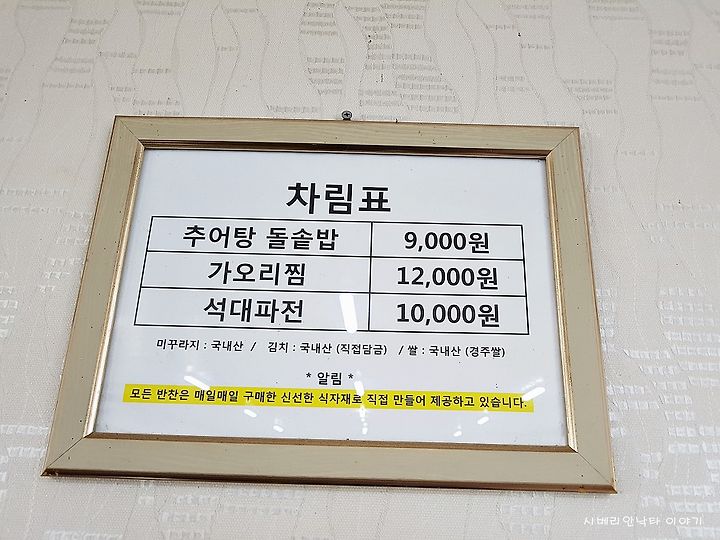 차림표
추어탕 돌솥밥 9,000원
가오리찜 12,000원
석대파전 10,000원
미꾸라지 : 국내산 / 김치 : 국내산 (직접담금) / 쌀 : 국내산 (경주쌀)
* 알림 *
모든 반찬은 매일매일 구매한 신선한 식자재로 직접 만들어 제공하고 있습니다.
시베리안낙타 이야기